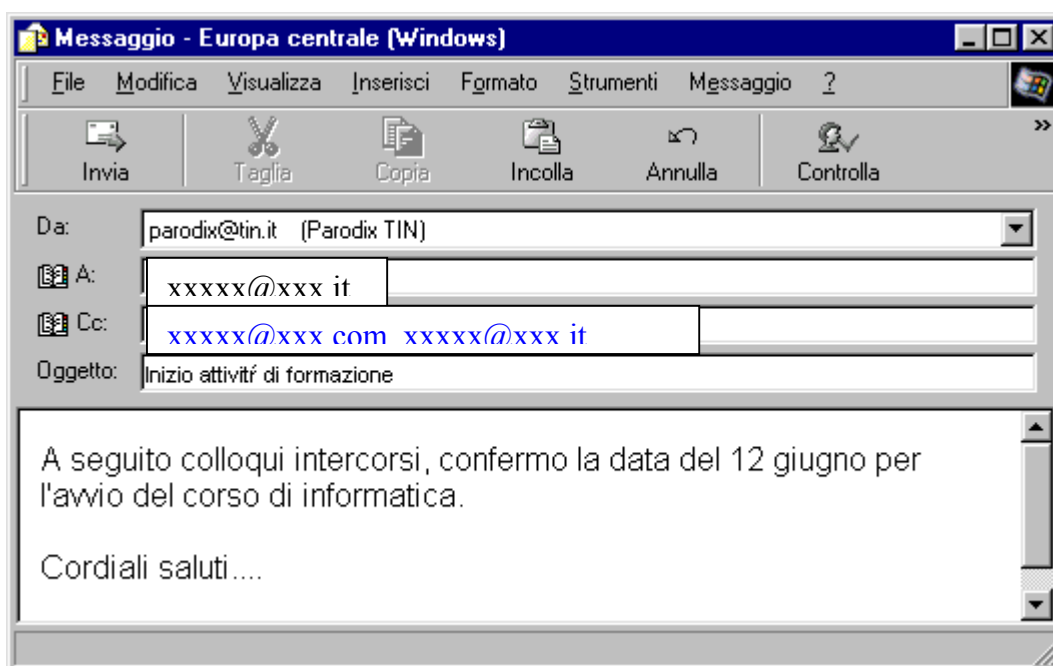 Messaggio - Europa centrale (Windows)
File Modifica Visualizza Inserisci Formato Strumenti Messaggio ?
Invia Taglia Copia Incolla Annulla Controlla »
Da: parodix@tin.it (Parodix TIN)
A: xxxxx@xxx it
Cc: xxxxx@xxx com xxxxx@xxx it
Oggetto: Inizio attivitŕ di formazione
A seguito colloqui intercorsi, confermo la data del 12 giugno per
l'avvio del corso di informatica.
Cordiali saluti....